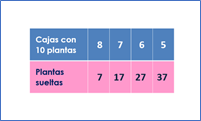 Cajas con
10 plantas 8 7 6 5
Plantas
sueltas 7 17 27 37